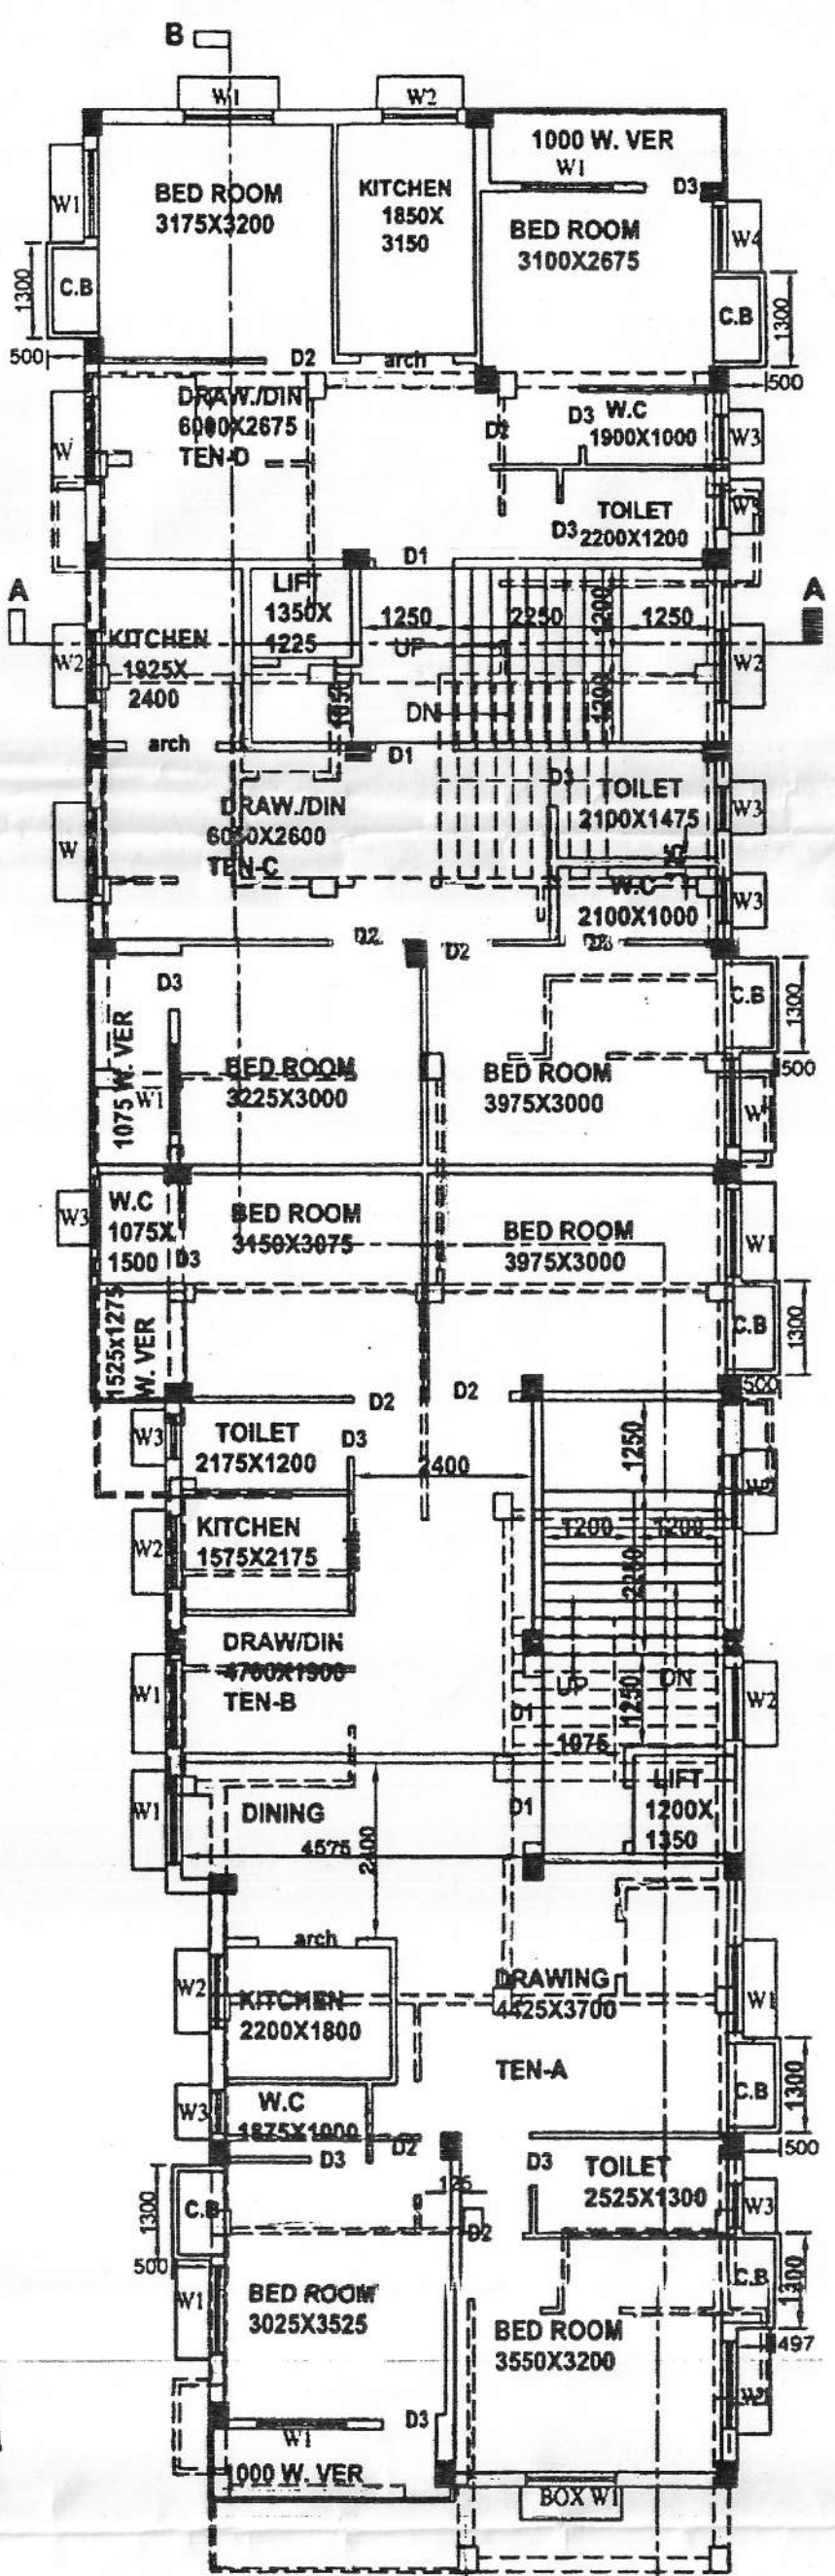 B
W1
W2
1000 W. VER
W1
D3
BED ROOM
3175X3200
KITCHEN
1850X
3150
BED ROOM
3100X2675
W1
W4
C.B
1300
500
C.B
1300
500
D2
arch
DRAW./DIN
6000X2675
TEN-D
W
D2
D3
W.C
1900X1000
W3
TOILET
D3
2200X1200
W3
D1
A
A
LIFT
1350X
1225
1250
2250
1200
1250
UP
KITCHEN
1925X
2400
W2
W2
1200
DN
arch
D1
D3
TOILET
2100X1475
W3
DRAW./DIN
TEN-C
W
W.C
2100X1000
W3
D2
D2
D3
C.B
1300
500
1075 W. VER
W1
BED ROOM
3225X3000
BED ROOM
3975X3000
W
W.C
1075X
1500
W3
D3
BED ROOM
3150X3075
BED ROOM
3975X3000
W1
1525x1275
W. VER
C.B
1300
500
D2
D2
TOILET
2175X1200
W3
D3
2400
1250
KITCHEN
1575X2175
W2
1200
1200
2250
DRAW/DIN
TEN-B
W1
UP
DN
1250
W2
D1
1075
DINING
W1
4575
2400
D1
LIFT
1200X
1350
arch
KITCHEN
2200X1800
W2
DRAWING
4425X3700
W1
TEN-A
C.B
1300
500
W.C
1875X1000
W3
D3
D2
D3
TOILET
2525X1300
W3
125
D2
C.B
1300
500
C.B
1300
497
BED ROOM
3025X3525
W1
BED ROOM
3550X3200
D3
W1
1000 W. VER
BOX W1